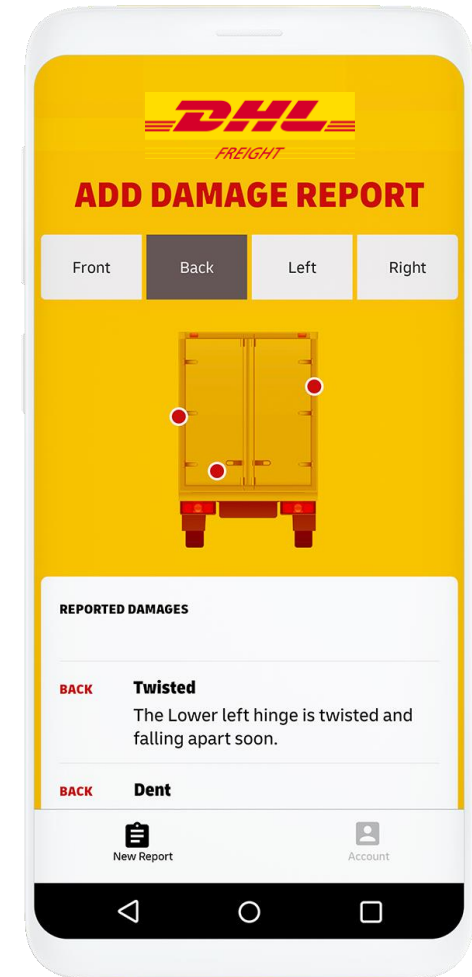 DHL
FREIGHT
ADD DAMAGE REPORT
Front
Back
Left
Right
REPORTED DAMAGES
BACK
Twisted
The Lower left hinge is twisted and
falling apart soon.
BACK
Dent
New Report
Account